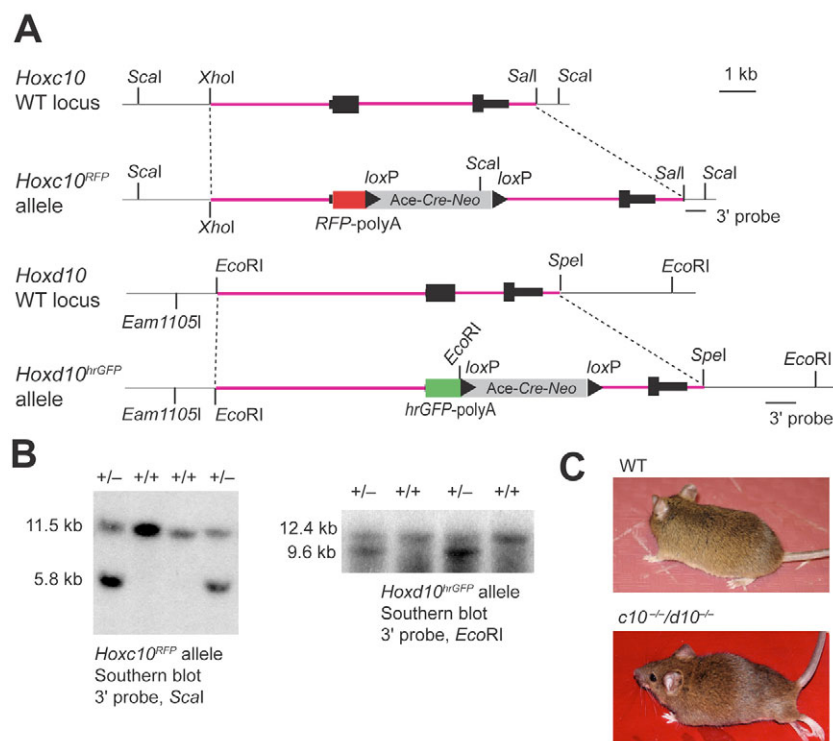 A
Hoxc10
WT locus
ScaI
XhoI
SalI
ScaI
1 kb
Hoxc10RFP
allele
ScaI
XhoI
RFP-polyA
loxP
Ace-Cre-Neo
ScaI
loxP
SalI
ScaI
3' probe
Hoxd10
WT locus
Eam1105I
EcoRI
SpeI
EcoRI
Hoxd10hrGFP
allele
Eam1105I
EcoRI
hrGFP-polyA
EcoRI
loxP
Ace-Cre-Neo
loxP
SpeI
EcoRI
3' probe
B
+/– +/+ +/+ +/–
11.5 kb
5.8 kb
Hoxc10RFP allele
Southern blot
3' probe, ScaI
+/– +/+ +/– +/+
12.4 kb
9.6 kb
Hoxd10hrGFP allele
Southern blot
3' probe, EcoRI
C
WT
c10–/–/d10–/–